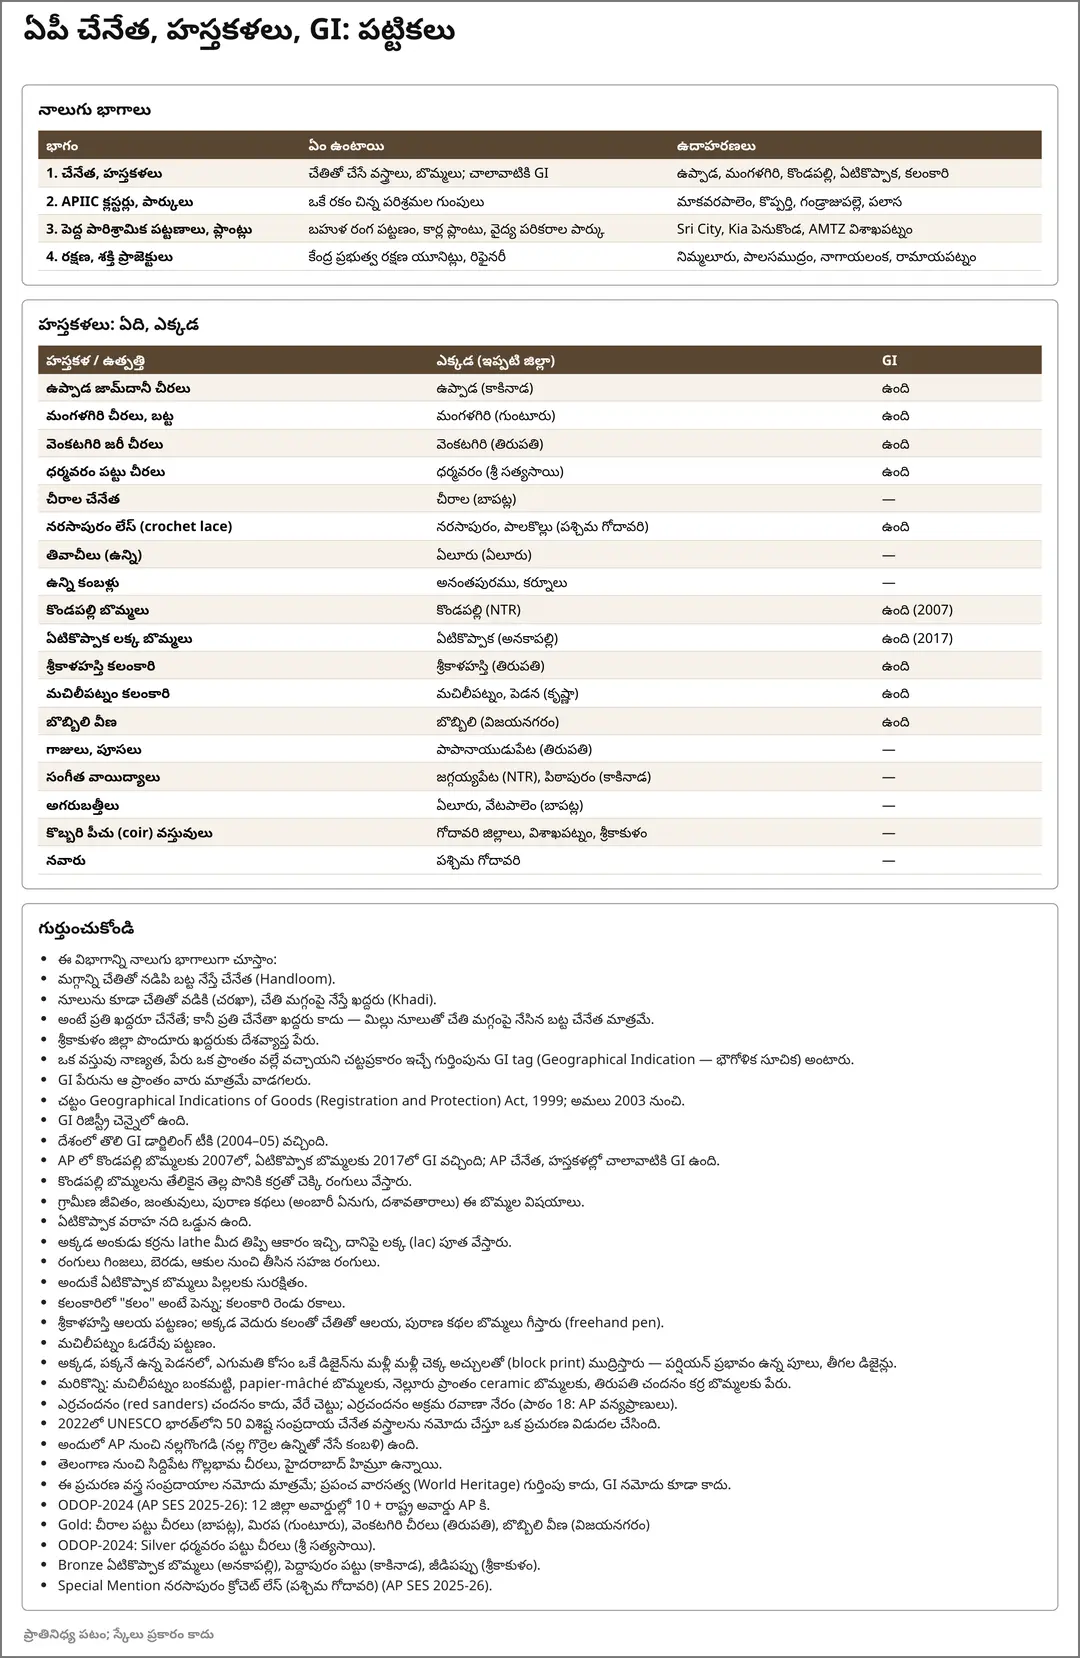 ఏపీ చేనేత, హస్తకళలు, GI: పట్టికలు
నాలుగు భాగాలు
భాగం ఏం ఉంటాయి ఉదాహరణలు
1. చేనేత, హస్తకళలు చేతితో చేసే వస్త్రాలు, బొమ్మలు; చాలావాటికి GI ఉప్పాడ, మంగళగిరి, కొండపల్లి, ఏటికొప్పాక, కలంకారి
2. APIIC క్లస్టర్లు, పార్కులు ఒకే రకం చిన్న పరిశ్రమల గుంపులు మాకవరపాలెం, కొప్పర్తి, గండ్రాజుపల్లె, పలాస
3. పెద్ద పారిశ్రామిక పట్టణాలు, ప్లాంట్లు బహుళ రంగ పట్టణం, కార్ల ప్లాంటు, వైద్య పరికరాల పార్కు Sri City, Kia పెనుకొండ, AMTZ విశాఖపట్నం
4. రక్షణ, శక్తి ప్రాజెక్టులు కేంద్ర ప్రభుత్వ రక్షణ యూనిట్లు, రిఫైనరీ నిమ్మలూరు, పాలసముద్రం, నాగాయలంక, రామాయపట్నం
హస్తకళలు: ఏది, ఎక్కడ
హస్తకళ / ఉత్పత్తి ఎక్కడ (ఇప్పటి జిల్లా) GI
ఉప్పాడ జామ్‌దానీ చీరలు ఉప్పాడ (కాకినాడ) ఉంది
మంగళగిరి చీరలు, బట్ట మంగళగిరి (గుంటూరు) ఉంది
వెంకటగిరి జరీ చీరలు వెంకటగిరి (తిరుపతి) ఉంది
ధర్మవరం పట్టు చీరలు ధర్మవరం (శ్రీ సత్యసాయి) ఉంది
చీరాల చేనేత చీరాల (బాపట్ల) —
నరసాపురం లేస్ (crochet lace) నరసాపురం, పాలకొల్లు (పశ్చిమ గోదావరి) ఉంది
తివాచీలు (ఉన్ని) ఏలూరు (ఏలూరు) —
ఉన్ని కంబళ్లు అనంతపురము, కర్నూలు —
కొండపల్లి బొమ్మలు కొండపల్లి (NTR) ఉంది (2007)
ఏటికొప్పాక లక్క బొమ్మలు ఏటికొప్పాక (అనకాపల్లి) ఉంది (2017)
శ్రీకాళహస్తి కలంకారి శ్రీకాళహస్తి (తిరుపతి) ఉంది
మచిలీపట్నం కలంకారి మచిలీపట్నం, పెడన (కృష్ణా) ఉంది
బొబ్బిలి వీణ బొబ్బిలి (విజయనగరం) ఉంది
గాజులు, పూసలు పాపానాయుడుపేట (తిరుపతి) —
సంగీత వాయిద్యాలు జగ్గయ్యపేట (NTR), పిఠాపురం (కాకినాడ) —
అగరుబత్తీలు ఏలూరు, వేటపాలెం (బాపట్ల) —
కొబ్బరి పీచు (coir) వస్తువులు గోదావరి జిల్లాలు, విశాఖపట్నం, శ్రీకాకుళం —
నవారు పశ్చిమ గోదావరి —
గుర్తుంచుకోండి
• ఈ విభాగాన్ని నాలుగు భాగాలుగా చూస్తాం:
• మగ్గాన్ని చేతితో నడిపి బట్ట నేస్తే చేనేత (Handloom).
• నూలును కూడా చేతితో వడికి (చరఖా), చేతి మగ్గంపై నేస్తే ఖద్దరు (Khadi).
• అంటే ప్రతి ఖద్దరూ చేనేతే; కానీ ప్రతి చేనేతా ఖద్దరు కాదు — మిల్లు నూలుతో చేతి మగ్గంపై నేసిన బట్ట చేనేత మాత్రమే.
• శ్రీకాకుళం జిల్లా పొందూరు ఖద్దరుకు దేశవ్యాప్త పేరు.
• ఒక వస్తువు నాణ్యత, పేరు ఒక ప్రాంతం వల్లే వచ్చాయని చట్టప్రకారం ఇచ్చే గుర్తింపును GI tag (Geographical Indication — భౌగోళిక సూచిక) అంటారు.
• GI పేరును ఆ ప్రాంతం వారు మాత్రమే వాడగలరు.
• చట్టం Geographical Indications of Goods (Registration and Protection) Act, 1999; అమలు 2003 నుంచి.
• GI రిజిస్ట్రీ చెన్నైలో ఉంది.
• దేశంలో తొలి GI డార్జిలింగ్ టీకి (2004–05) వచ్చింది.
• AP లో కొండపల్లి బొమ్మలకు 2007లో, ఏటికొప్పాక బొమ్మలకు 2017లో GI వచ్చింది; AP చేనేత, హస్తకళల్లో చాలావాటికి GI ఉంది.
• కొండపల్లి బొమ్మలను తేలికైన తెల్ల పొనికి కర్రతో చెక్కి రంగులు వేస్తారు.
• గ్రామీణ జీవితం, జంతువులు, పురాణ కథలు (అంబారీ ఏనుగు, దశావతారాలు) ఈ బొమ్మల విషయాలు.
• ఏటికొప్పాక వరాహ నది ఒడ్డున ఉంది.
• అక్కడ అంకుడు కర్రను lathe మీద తిప్పి ఆకారం ఇచ్చి, దానిపై లక్క (lac) పూత వేస్తారు.
• రంగులు గింజలు, బెరడు, ఆకుల నుంచి తీసిన సహజ రంగులు.
• అందుకే ఏటికొప్పాక బొమ్మలు పిల్లలకు సురక్షితం.
• కలంకారిలో "కలం" అంటే పెన్ను; కలంకారి రెండు రకాలు.
• శ్రీకాళహస్తి ఆలయ పట్టణం; అక్కడ వెదురు కలంతో చేతితో ఆలయ, పురాణ కథల బొమ్మలు గీస్తారు (freehand pen).
• మచిలీపట్నం ఓడరేవు పట్టణం.
• అక్కడ, పక్కనే ఉన్న పెడనలో, ఎగుమతి కోసం ఒకే డిజైన్‌ను మళ్లీ మళ్లీ చెక్క అచ్చులతో (block print) ముద్రిస్తారు — పర్షియన్ ప్రభావం ఉన్న పూలు, తీగల డిజైన్లు.
• మరికొన్ని: మచిలీపట్నం బంకమట్టి, papier-mâché బొమ్మలకు, నెల్లూరు ప్రాంతం ceramic బొమ్మలకు, తిరుపతి చందనం కర్ర బొమ్మలకు పేరు.
• ఎర్రచందనం (red sanders) చందనం కాదు, వేరే చెట్టు; ఎర్రచందనం అక్రమ రవాణా నేరం (పాఠం 18: AP వన్యప్రాణులు).
• 2022లో UNESCO భారత్‌లోని 50 విశిష్ట సంప్రదాయ చేనేత వస్త్రాలను నమోదు చేస్తూ ఒక ప్రచురణ విడుదల చేసింది.
• అందులో AP నుంచి నల్లగొంగడి (నల్ల గొర్రెల ఉన్నితో నేసే కంబళి) ఉంది.
• తెలంగాణ నుంచి సిద్దిపేట గొల్లభామ చీరలు, హైదరాబాద్ హిమ్రూ ఉన్నాయి.
• ఈ ప్రచురణ వస్త్ర సంప్రదాయాల నమోదు మాత్రమే; ప్రపంచ వారసత్వ (World Heritage) గుర్తింపు కాదు, GI నమోదు కూడా కాదు.
• ODOP-2024 (AP SES 2025-26): 12 జిల్లా అవార్డుల్లో 10 + రాష్ట్ర అవార్డు AP కి.
• Gold: చీరాల పట్టు చీరలు (బాపట్ల), మిరప (గుంటూరు), వెంకటగిరి చీరలు (తిరుపతి), బొబ్బిలి వీణ (విజయనగరం)
• ODOP-2024: Silver ధర్మవరం పట్టు చీరలు (శ్రీ సత్యసాయి).
• Bronze ఏటికొప్పాక బొమ్మలు (అనకాపల్లి), పెద్దాపురం పట్టు (కాకినాడ), జీడిపప్పు (శ్రీకాకుళం).
• Special Mention నరసాపురం క్రోచెట్ లేస్ (పశ్చిమ గోదావరి) (AP SES 2025-26).
ప్రాతినిధ్య పటం; స్కేలు ప్రకారం కాదు